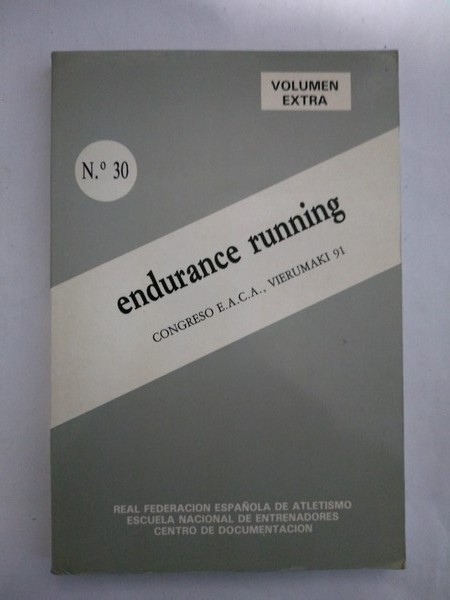 VOLUMEN
EXTRA
N.º 30
endurance running
CONGRESO E.A.C.A., VIERUMAKI 91
REAL FEDERACION ESPAÑOLA DE ATLETISMO
ESCUELA NACIONAL DE ENTRENADORES
CENTRO DE DOCUMENTACION